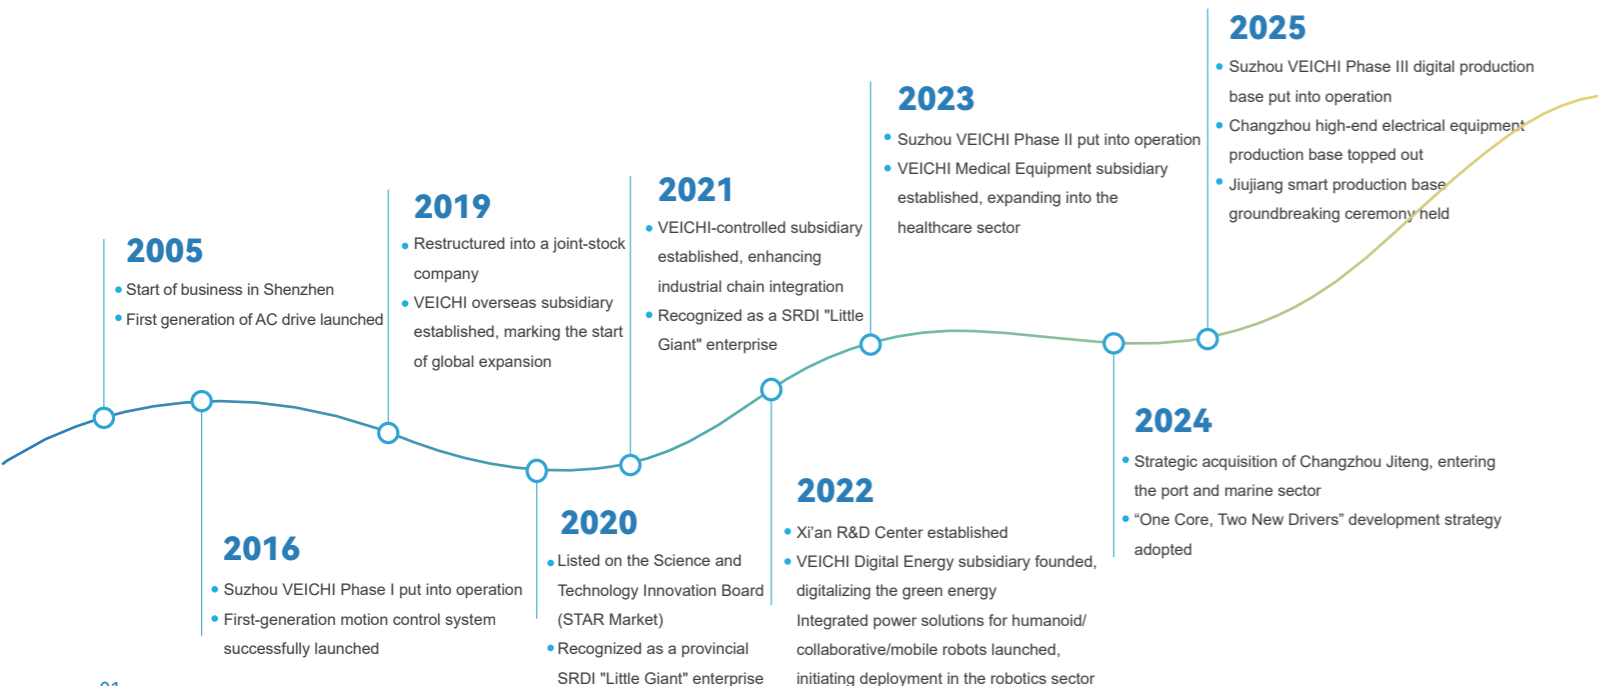 2005
Start of business in Shenzhen
First generation of AC drive launched
2016
Suzhou VEICHI Phase I put into operation
First-generation motion control system
successfully launched
2019
Restructured into a joint-stock
company
VEICHI overseas subsidiary
established, marking the start
of global expansion
2020
Listed on the Science and
Technology Innovation Board
(STAR Market)
Recognized as a provincial
SRDI "Little Giant" enterprise
2021
VEICHI-controlled subsidiary
established, enhancing
industrial chain integration
Recognized as a SRDI "Little
Giant" enterprise
2022
Xi'an R&D Center established
VEICHI Digital Energy subsidiary founded,
digitalizing the green energy
Integrated power solutions for humanoid/
collaborative/mobile robots launched,
initiating deployment in the robotics sector
2023
Suzhou VEICHI Phase II put into operation
VEICHI Medical Equipment subsidiary
established, expanding into the
healthcare sector
2024
Strategic acquisition of Changzhou Jiteng, entering
the port and marine sector
“One Core, Two New Drivers” development strategy
adopted
2025
Suzhou VEICHI Phase III digital production
base put into operation
Changzhou high-end electrical equipment
production base topped out
Jiujiang smart production base
groundbreaking ceremony held